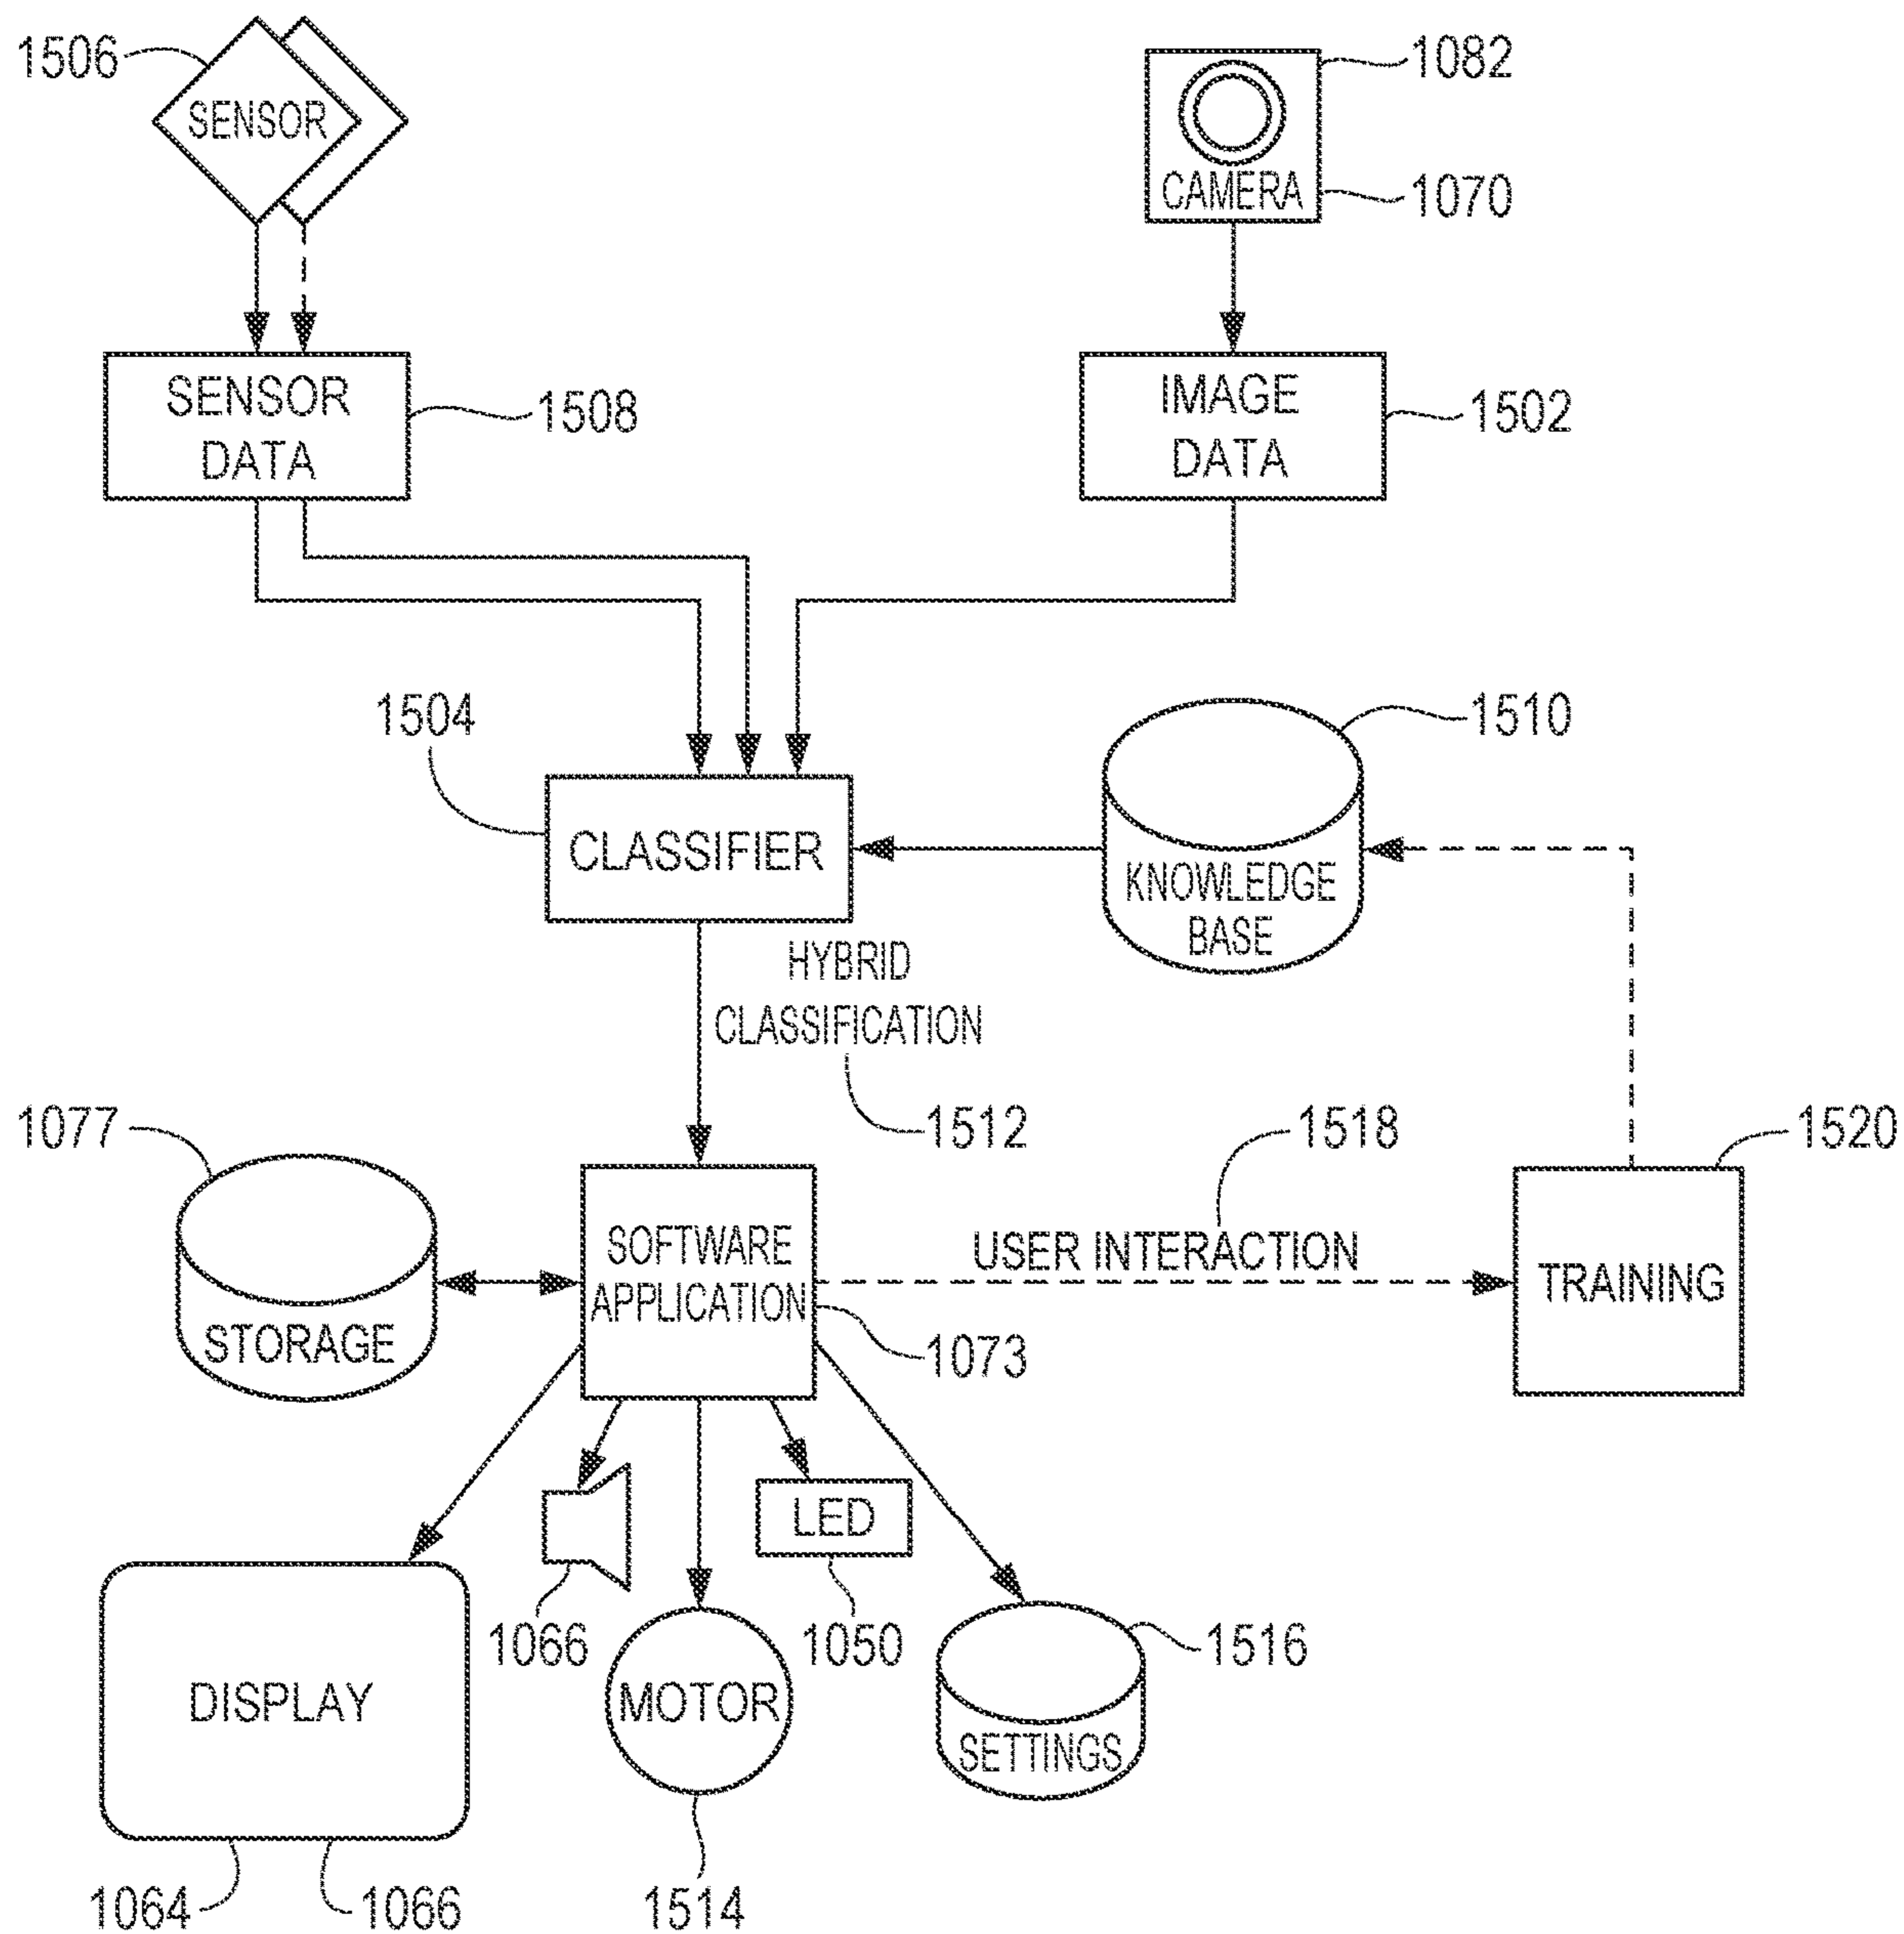 1506
SENSOR
1082
CAMERA
1070
SENSOR
DATA
1508
IMAGE
DATA
1502
1504
CLASSIFIER
1510
KNOWLEDGE
BASE
HYBRID
CLASSIFICATION
1512
1077
STORAGE
SOFTWARE
APPLICATION
1073
1518
USER INTERACTION
1520
TRAINING
DISPLAY
1064
1066
1066
MOTOR
1514
LED
1050
1516
SETTINGS